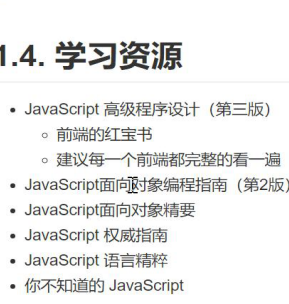 1.4. 学习资源
JavaScript 高级程序设计（第三版）
前端的红宝书
建议每一个前端都完整的看一遍
JavaScript面向对象编程指南（第2版）
JavaScript面向对象精要
JavaScript 权威指南
JavaScript 语言精粹
你不知道的 JavaScript